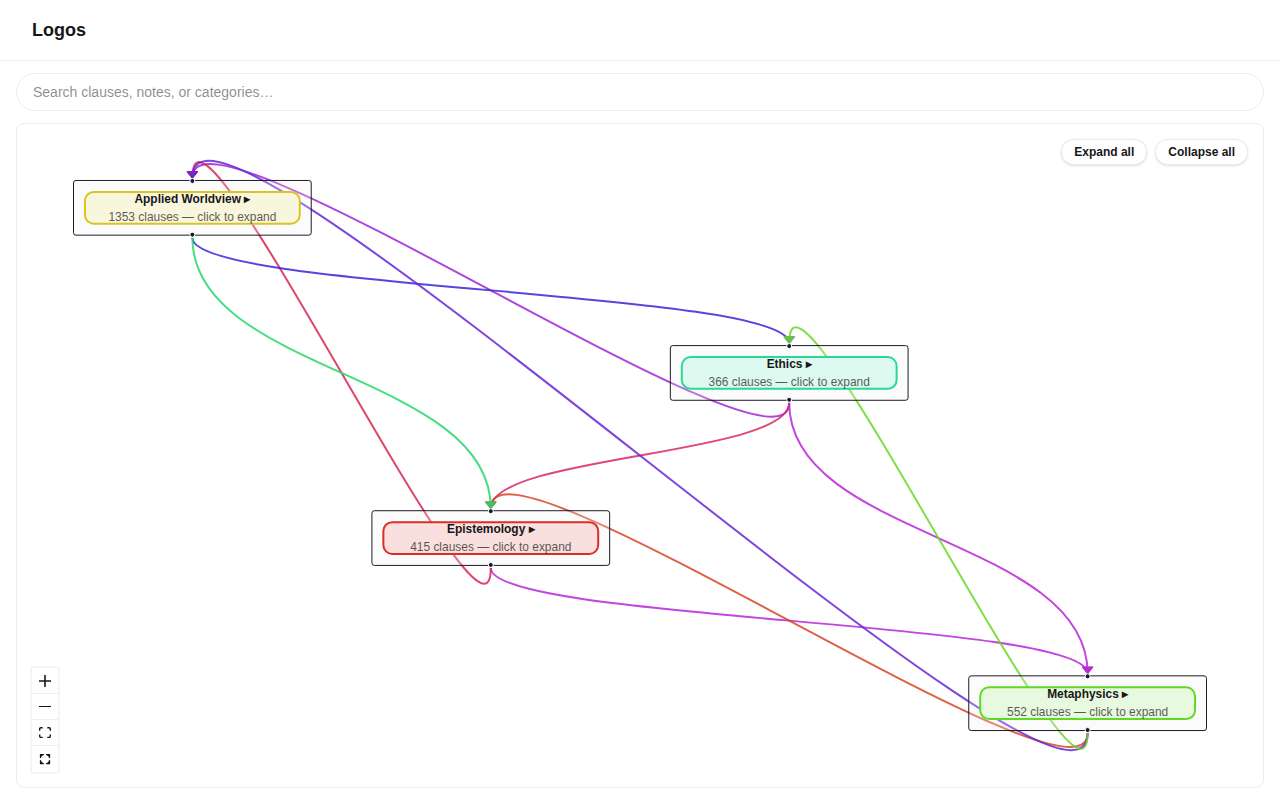 Logos
Search clauses, notes, or categories…
Expand all
Collapse all
Applied Worldview ▸
1353 clauses — click to expand
Ethics ▸
366 clauses — click to expand
Epistemology ▸
415 clauses — click to expand
Metaphysics ▸
552 clauses — click to expand